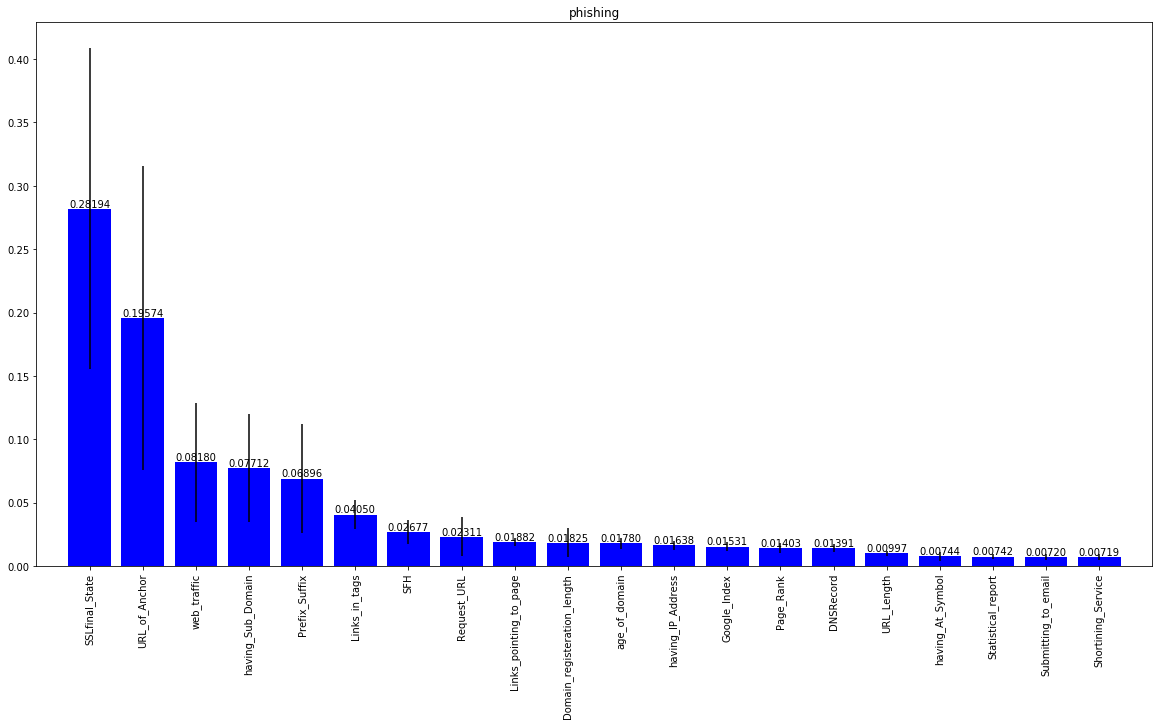 phishing
0.40
0.35
0.30
0.25
0.20
0.15
0.10
0.05
0.00
0.28194
0.19574
0.08180
0.07712
0.06896
0.04050
0.02677
0.02311
0.01882
0.01825
0.01780
0.01638
0.01531
0.01403
0.01391
0.00997
0.00744
0.00742
0.00720
0.00719
SSLfinal_State
URL_of_Anchor
web_traffic
having_Sub_Domain
Prefix_Suffix
Links_in_tags
SFH
Request_URL
Links_pointing_to_page
Domain_registeration_length
age_of_domain
having_IP_Address
Google_Index
Page_Rank
DNSRecord
URL_Length
having_At_Symbol
Statistical_report
Submitting_to_email
Shortining_Service